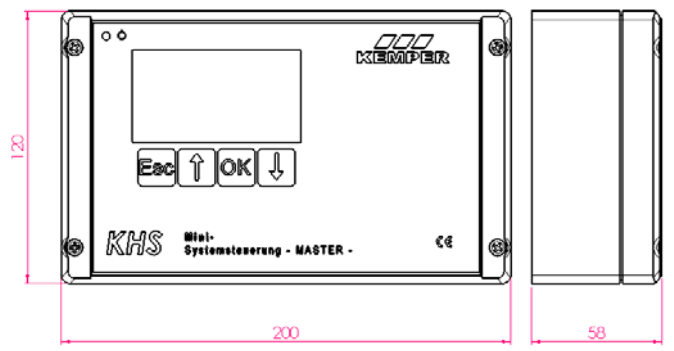 KEMPER
120
Esc OK
KHS Mini-
Systemsteuerung - MASTER -
CE
200
58